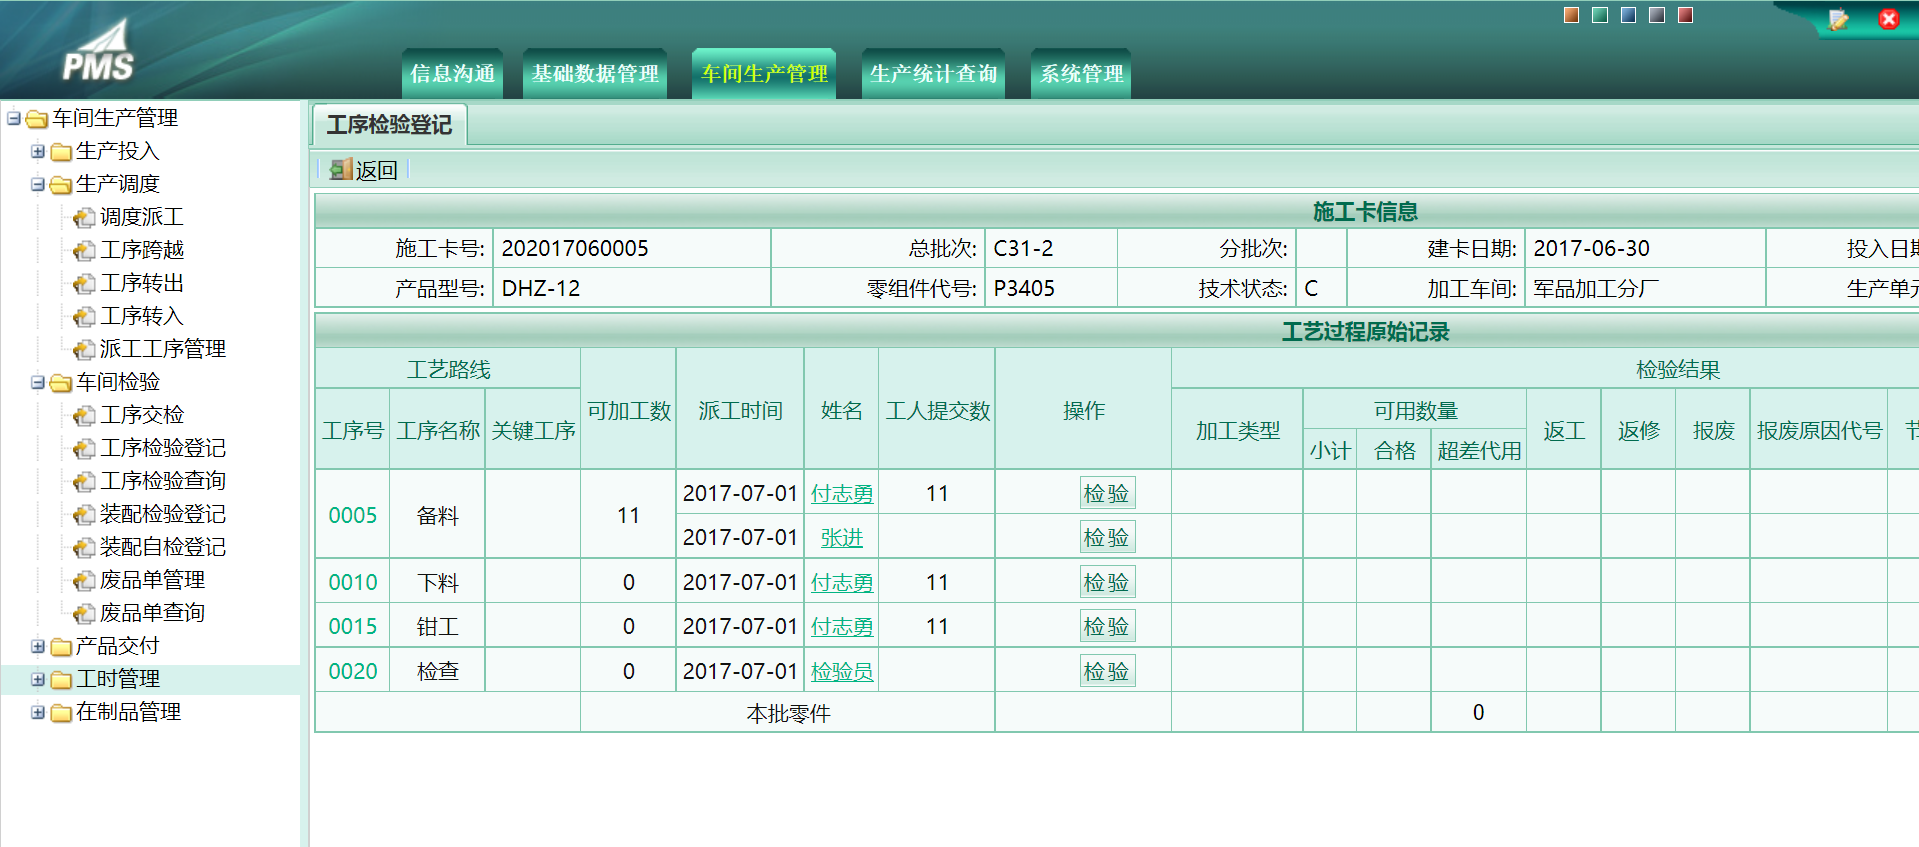 PMS
信息沟通 基础数据管理 车间生产管理 生产统计查询 系统管理
车间生产管理
生产投入
生产调度
调度派工
工序跨越
工序转出
工序转入
派工工序管理
车间检验
工序交检
工序检验登记
工序检验查询
装配检验登记
装配自检登记
废品单管理
废品单查询
产品交付
工时管理
在制品管理
工序检验登记
返回
施工卡信息
施工卡号: 202017060005 总批次: C31-2 分批次: 建卡日期: 2017-06-30 投入日期
产品型号: DHZ-12 零组件代号: P3405 技术状态: C 加工车间: 军品加工分厂 生产单元
工艺过程原始记录
工艺路线 可加工数 派工时间 姓名 工人提交数 操作 检验结果
工序号 工序名称 关键工序 加工类型 可用数量 返工 返修 报废 报废原因代号 节
小计 合格 超差代用
0005 备料 11 2017-07-01 付志勇 11 检验
2017-07-01 张进 检验
0010 下料 0 2017-07-01 付志勇 11 检验
0015 钳工 0 2017-07-01 付志勇 11 检验
0020 检查 0 2017-07-01 检验员 检验
本批零件 0